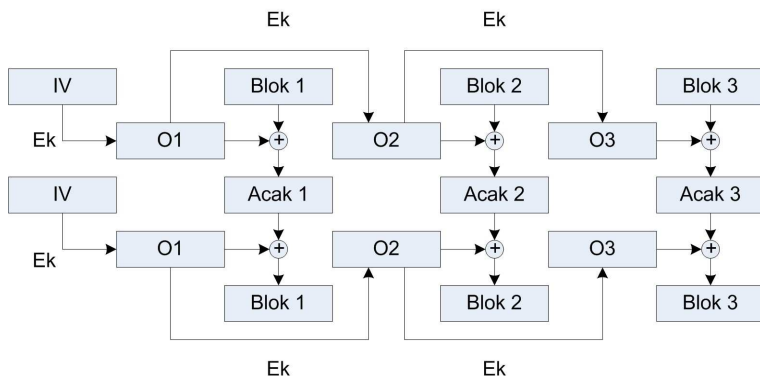 Ek Ek
IV Blok 1 Blok 2 Blok 3
Ek O1 + O2 + O3 +
IV Acak 1 Acak 2 Acak 3
Ek O1 + O2 + O3 +
Blok 1 Blok 2 Blok 3
Ek Ek